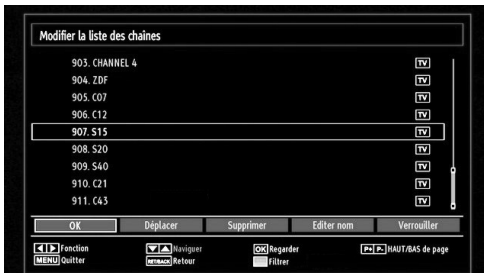 Modifier la liste des chaînes
903. CHANNEL 4 TV
904. ZDF TV
905. C07 TV
906. C12 TV
907. S15 TV
908. S20 TV
909. S40 TV
910. C21 TV
911. C43 TV
OK Déplacer Supprimer Editer nom Verrouiller
Fonction Naviguer OK Regarder P+ P- HAUT/BAS de page
MENU Quitter RET/BACK Retour Filtrer